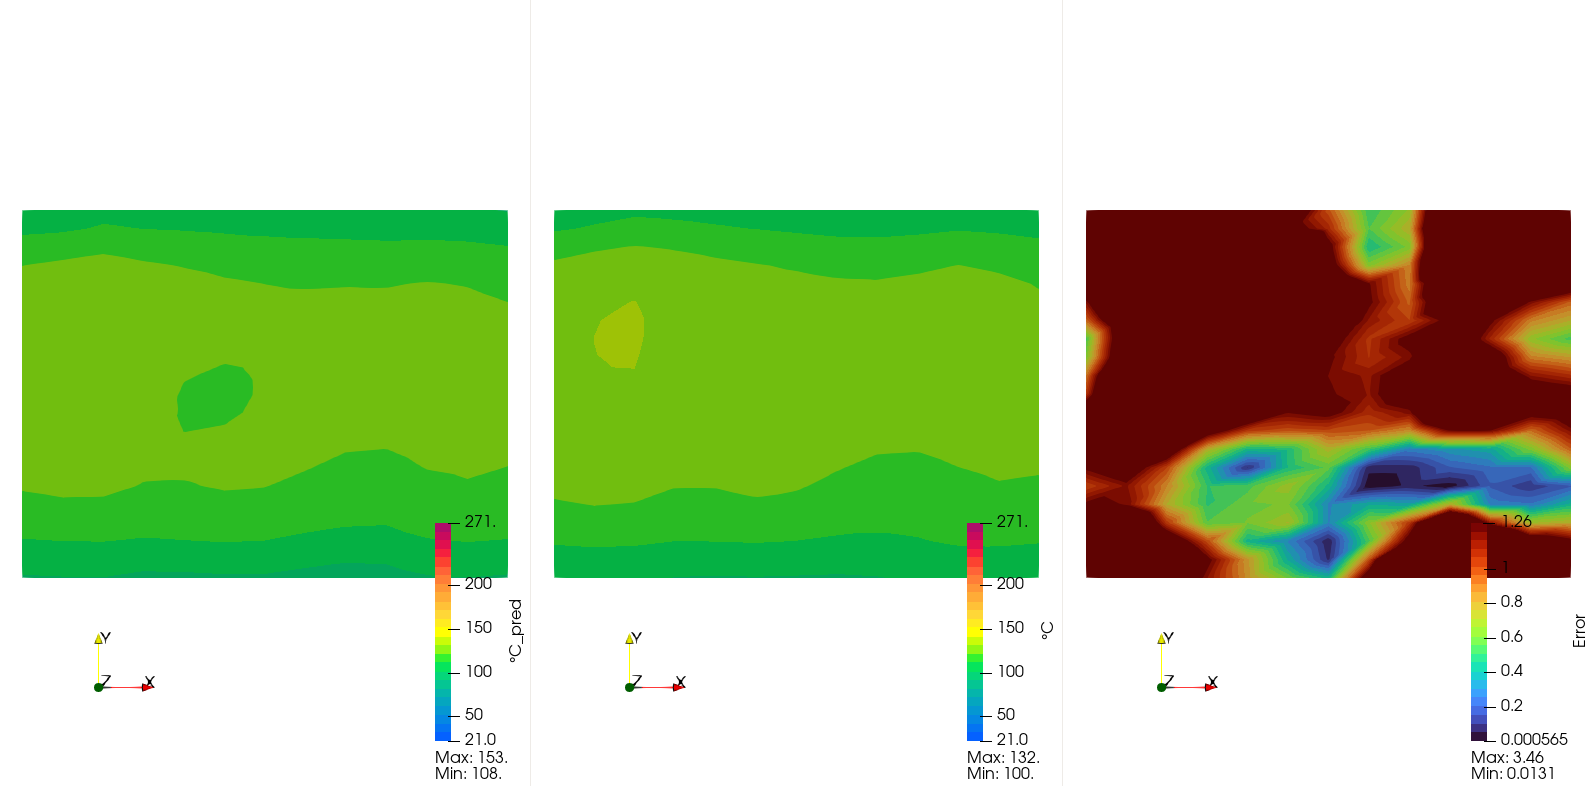 271.
200
150
100
50
21.0
°C_pred
Max: 153.
Min: 108.
Y
Z
X
271.
200
150
100
50
21.0
°C
Max: 132.
Min: 100.
Y
Z
X
1.26
1
0.8
0.6
0.4
0.2
0.000565
Error
Max: 3.46
Min: 0.0131
Y
Z
X